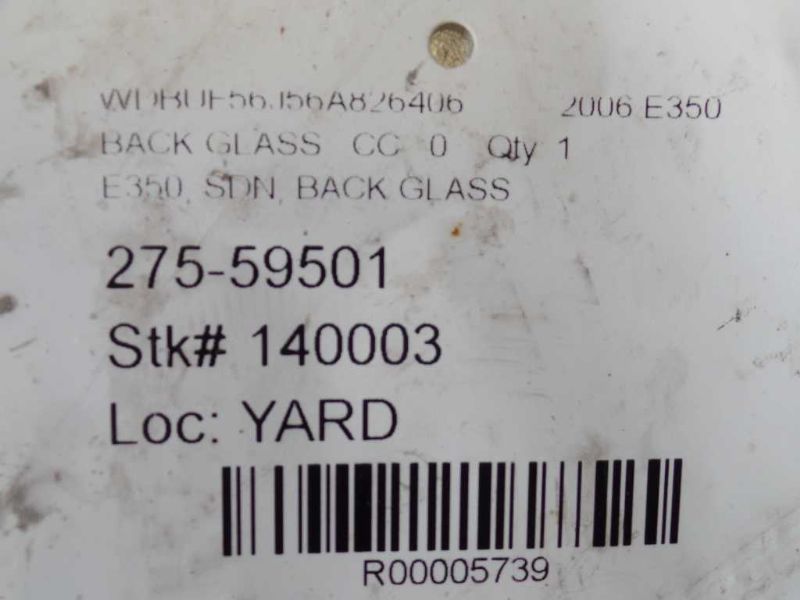 WDBUF56J56A826406 2006 E350
BACK GLASS CC 0 Qty 1
E350, SDN, BACK GLASS
275-59501
Stk# 140003
Loc: YARD
R00005739